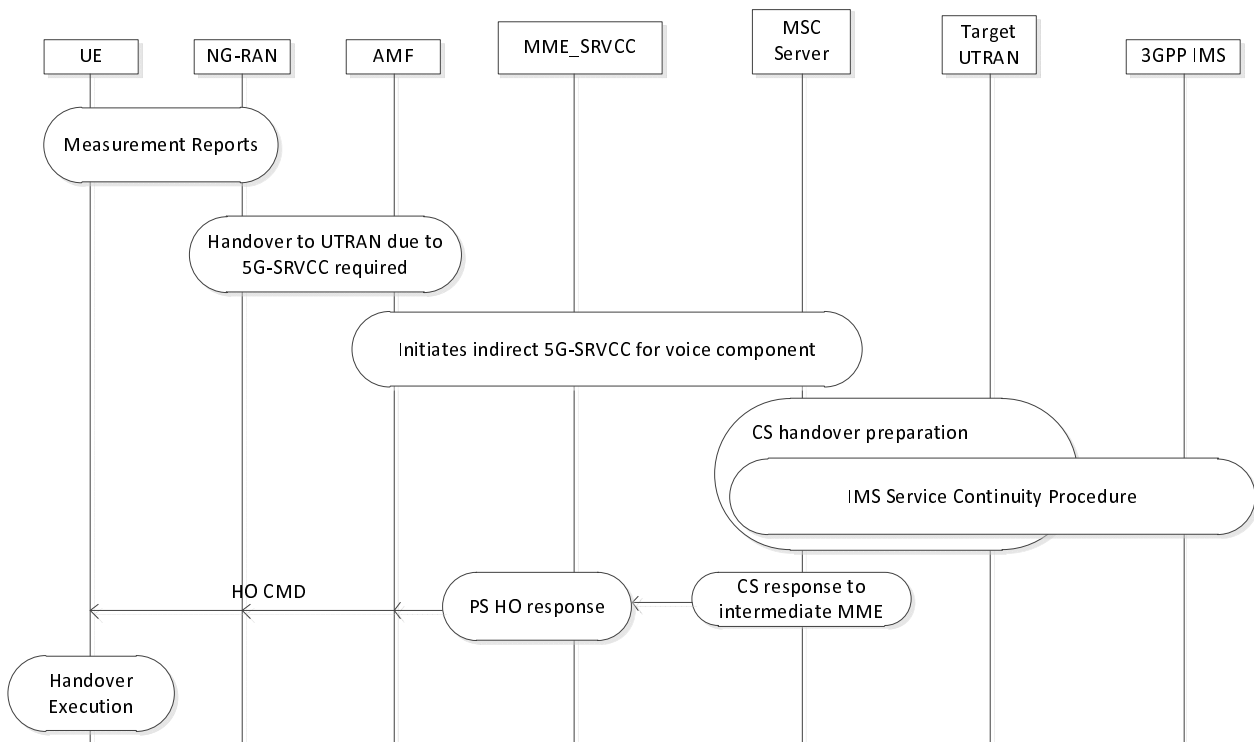 UE
NG-RAN
AMF
MME_SRVCC
MSC
Server
Target
UTRAN
3GPP IMS
Measurement Reports
Handover to UTRAN due to
5G-SRVCC required
Initiates indirect 5G-SRVCC for voice component
CS handover preparation
IMS Service Continuity Procedure
HO CMD
PS HO response
CS response to
intermediate MME
Handover
Execution